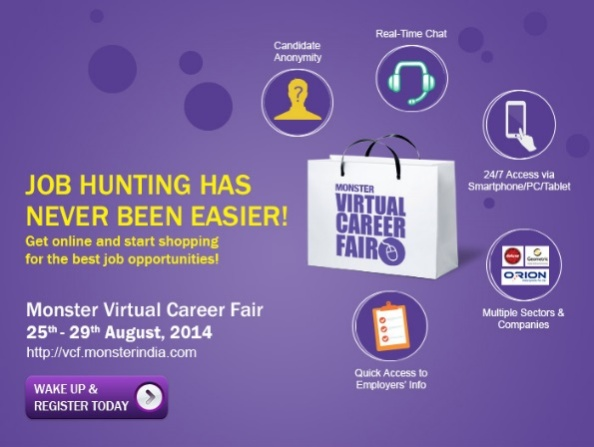 Real-Time Chat
Candidate
Anonymity
?
24/7 Access via
Smartphone/PC/Tablet
JOB HUNTING HAS
NEVER BEEN EASIER!
Get online and start shopping
for the best job opportunities!
MONSTER
VIRTUAL
CAREER
FAIR
ORION
Multiple Sectors &
Companies
Monster Virtual Career Fair
25th - 29th August, 2014
http://vcf.monsterindia.com
Quick Access to
Employers' Info
WAKE UP &
REGISTER TODAY